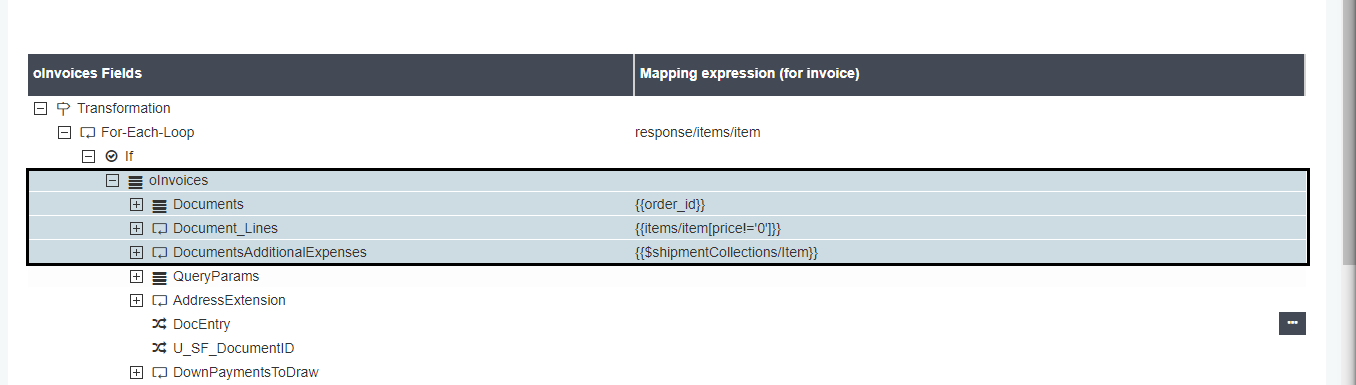 oInvoices Fields Mapping expression (for invoice)
Transformation
For-Each-Loop response/items/item
If
oInvoices
Documents {{order_id}}
Document_Lines {{items/item[price!='0']}}
DocumentsAdditionalExpenses {{$shipmentCollections/Item}}
QueryParams
AddressExtension
DocEntry
U_SF_DocumentID
DownPaymentsToDraw